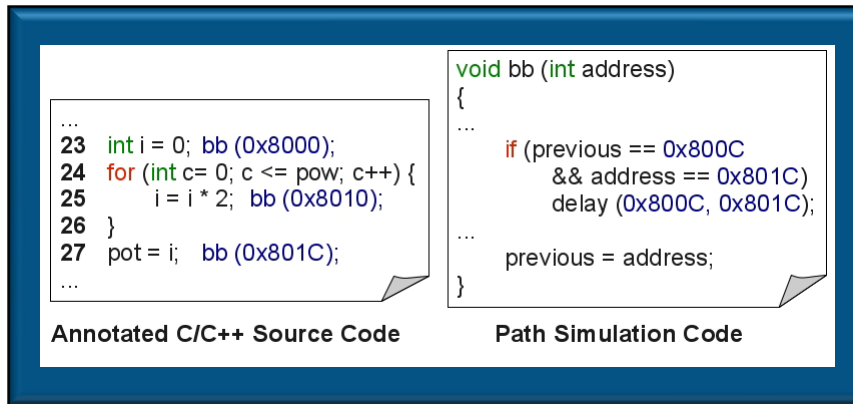 ...
23 int i = 0; bb (0x8000);
24 for (int c= 0; c <= pow; c++) {
25 i = i * 2; bb (0x8010);
26 }
27 pot = i; bb (0x801C);
...
Annotated C/C++ Source Code
void bb (int address)
{
...
if (previous == 0x800C
&& address == 0x801C)
delay (0x800C, 0x801C);
...
previous = address;
}
Path Simulation Code